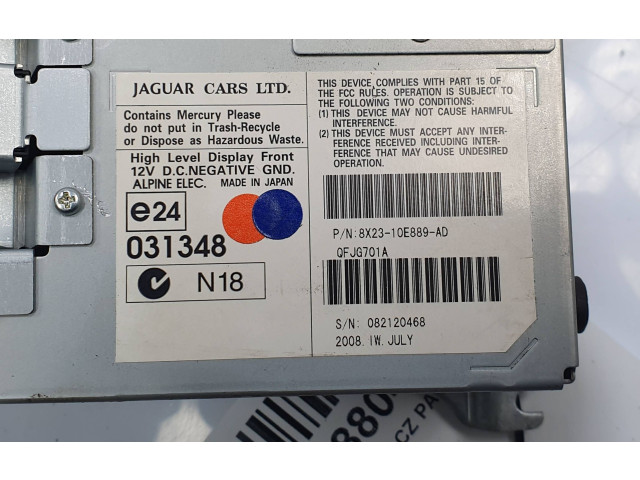 JAGUAR CARS LTD.
Contains Mercury Please
do not put in Trash-Recycle
or Dispose as Hazardous Waste.
High Level Display Front
12V D.C.NEGATIVE GND.
ALPINE ELEC. MADE IN JAPAN
e24
031348
N18
THIS DEVICE COMPLIES WITH PART 15 OF
THE FCC RULES. OPERATION IS SUBJECT TO
THE FOLLOWING TWO CONDITIONS:
(1) THIS DEVICE MAY NOT CAUSE HARMFUL
INTERFERENCE.
(2) THIS DEVICE MUST ACCEPT ANY INTER-
FERENCE RECEIVED INCLUDING INTER-
FERENCE THAT MAY CAUSE UNDESIRED
OPERATION.
P/N:8X23-10E889-AD
QFJG701A
S/N: 082120468
2008. IW. JULY
880
CZ PA